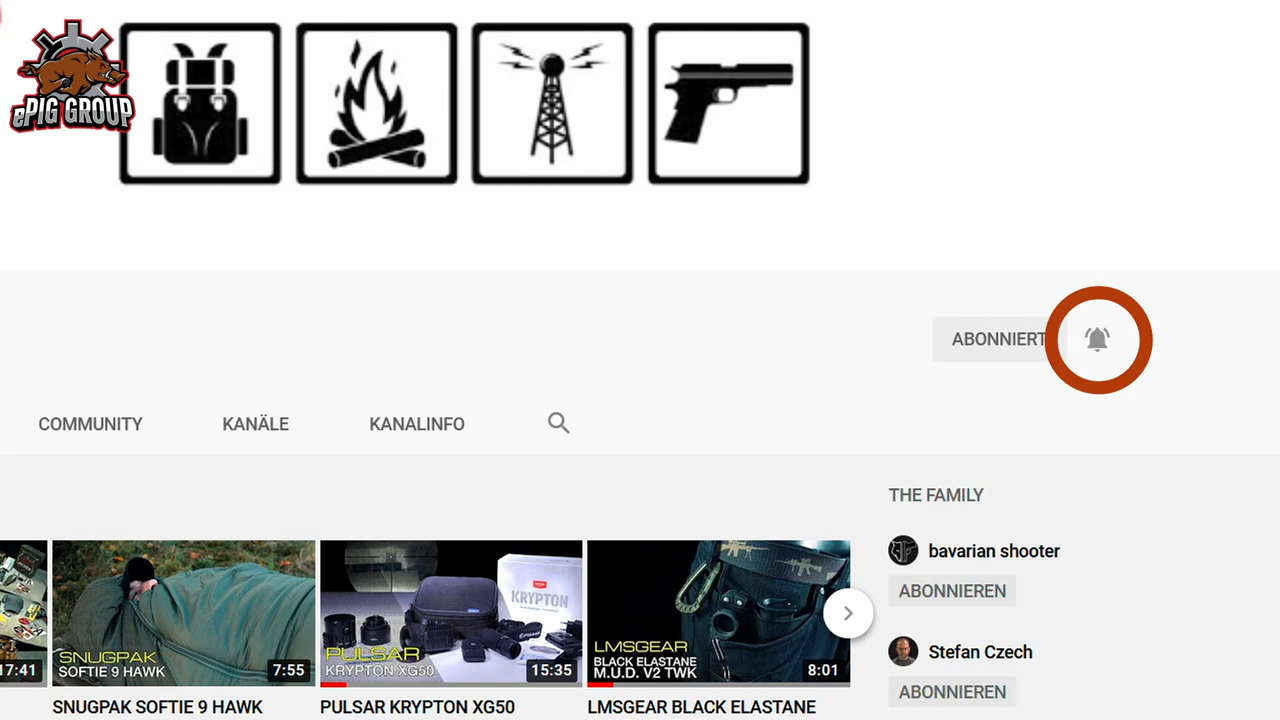 ePIG GROUP
ABONNIERT
COMMUNITY KANÄLE KANALINFO
THE FAMILY
bavarian shooter
ABONNIEREN
Stefan Czech
ABONNIEREN
17:41
SNUGPAK
SOFTIE 9 HAWK
7:55
KRYPTON
PULSAR
KRYPTON XG50
15:35
LMSGEAR
BLACK ELASTANE
M.U.D. V2 TWK
8:01
SNUGPAK SOFTIE 9 HAWK
PULSAR KRYPTON XG50
LMSGEAR BLACK ELASTANE